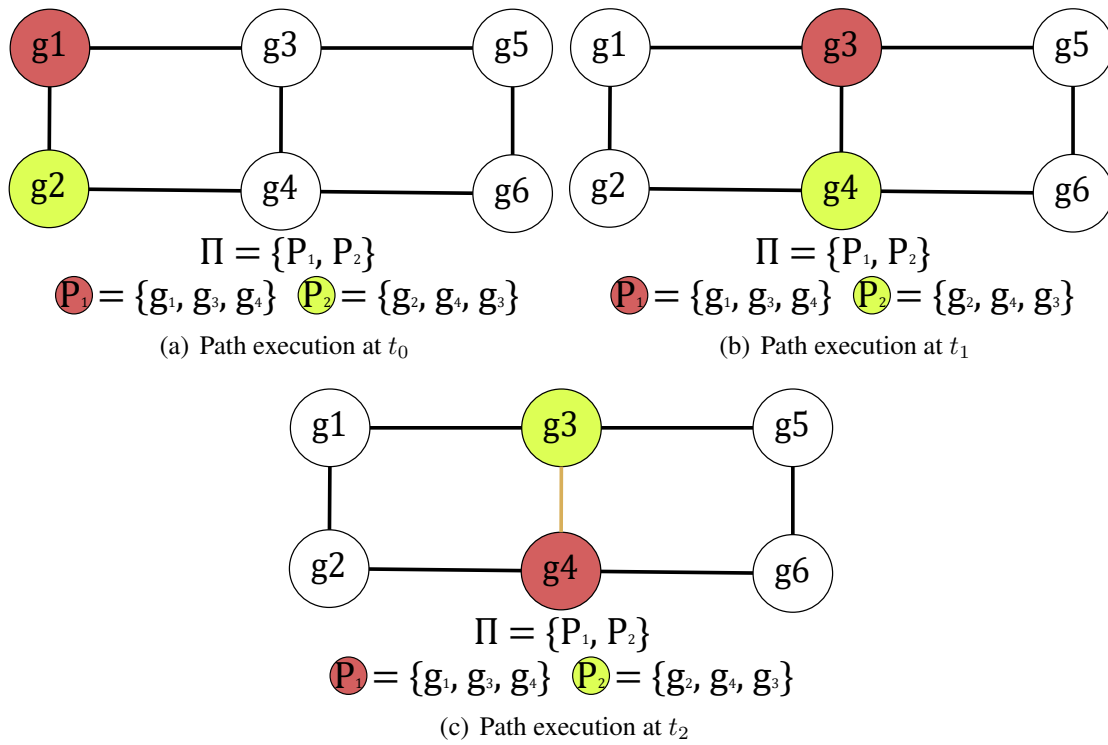 g1 g3 g5
g2 g4 g6
Π = {P₁, P₂}
P₁ = {g₁, g₃, g₄} P₂ = {g₂, g₄, g₃}
(a) Path execution at t₀
g1 g3 g5
g2 g4 g6
Π = {P₁, P₂}
P₁ = {g₁, g₃, g₄} P₂ = {g₂, g₄, g₃}
(b) Path execution at t₁
g1 g3 g5
g2 g4 g6
Π = {P₁, P₂}
P₁ = {g₁, g₃, g₄} P₂ = {g₂, g₄, g₃}
(c) Path execution at t₂